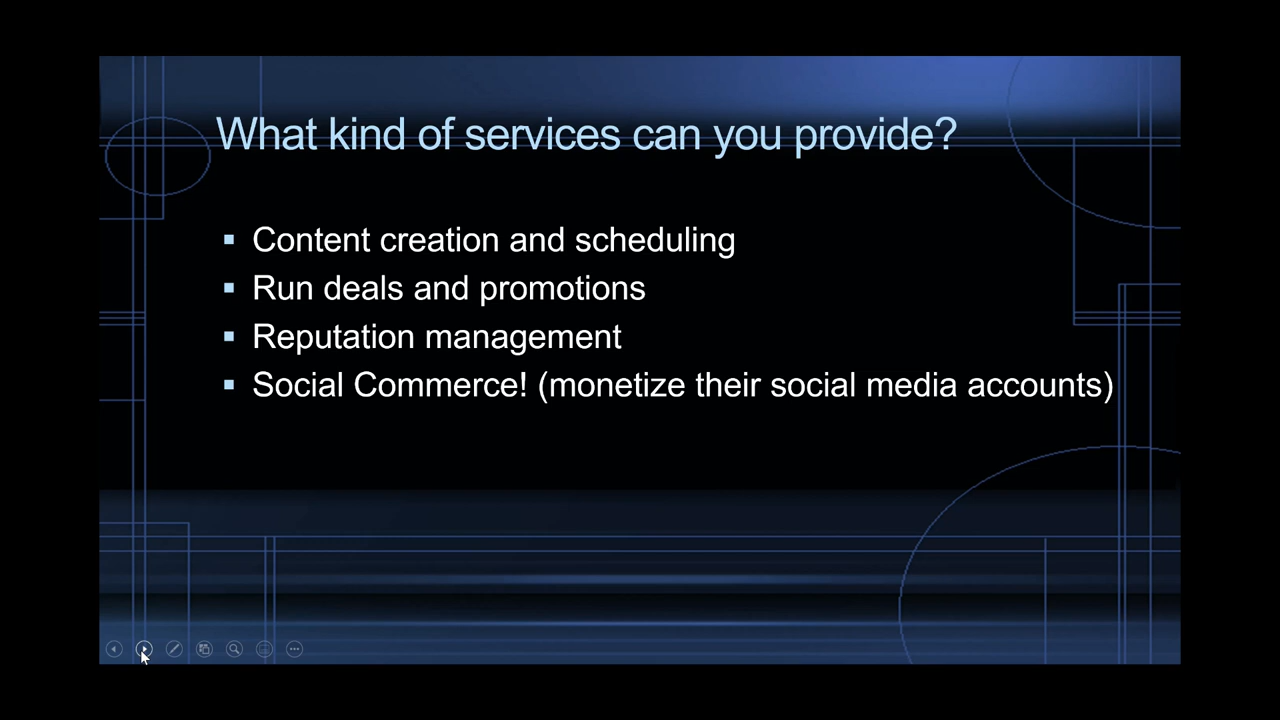 What kind of services can you provide?
Content creation and scheduling
Run deals and promotions
Reputation management
Social Commerce! (monetize their social media accounts)